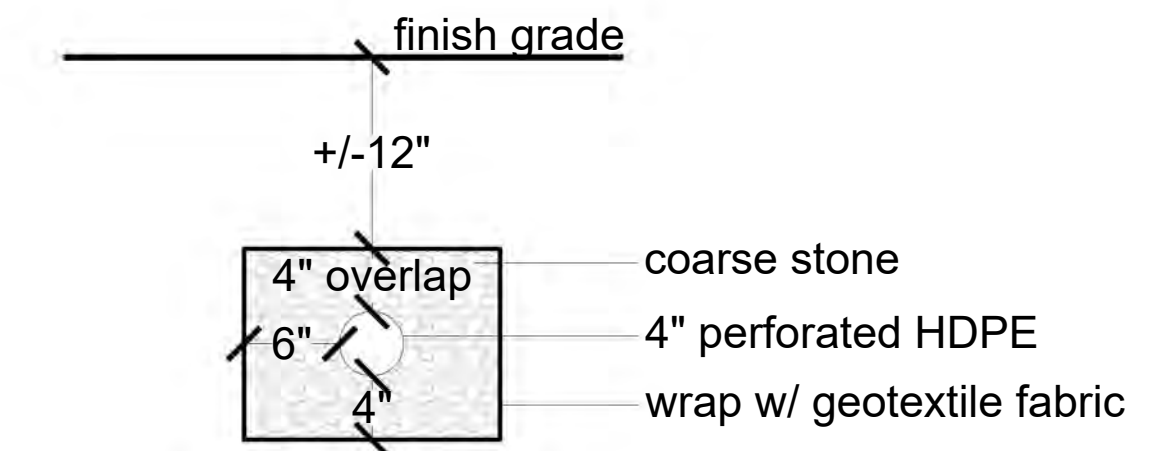 finish grade
+/-12"
4" overlap
coarse stone
6"
4" perforated HDPE
4"
wrap w/ geotextile fabric